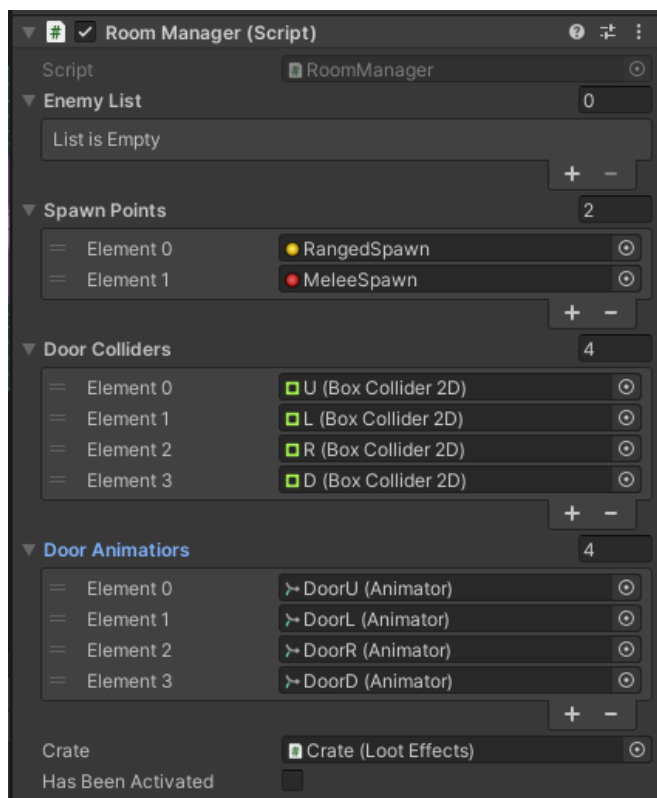 Room Manager (Script)
Script RoomManager
Enemy List 0
List is Empty
Spawn Points 2
Element 0 RangedSpawn
Element 1 MeleeSpawn
Door Colliders 4
Element 0 U (Box Collider 2D)
Element 1 L (Box Collider 2D)
Element 2 R (Box Collider 2D)
Element 3 D (Box Collider 2D)
Door Animatiors 4
Element 0 DoorU (Animator)
Element 1 DoorL (Animator)
Element 2 DoorR (Animator)
Element 3 DoorD (Animator)
Crate Crate (Loot Effects)
Has Been Activated